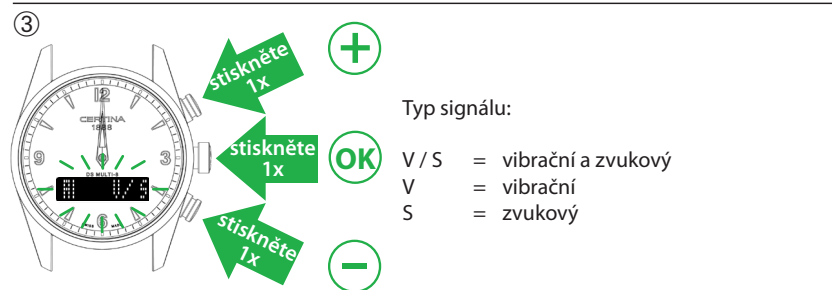 ③
stiskněte
1x
+
12
CERTINA
1888
9
3
DS MULTI-8
V/S
6
stiskněte
1x
OK
stiskněte
1x
−
Typ signálu:
V / S = vibrační a zvukový
V = vibrační
S = zvukový